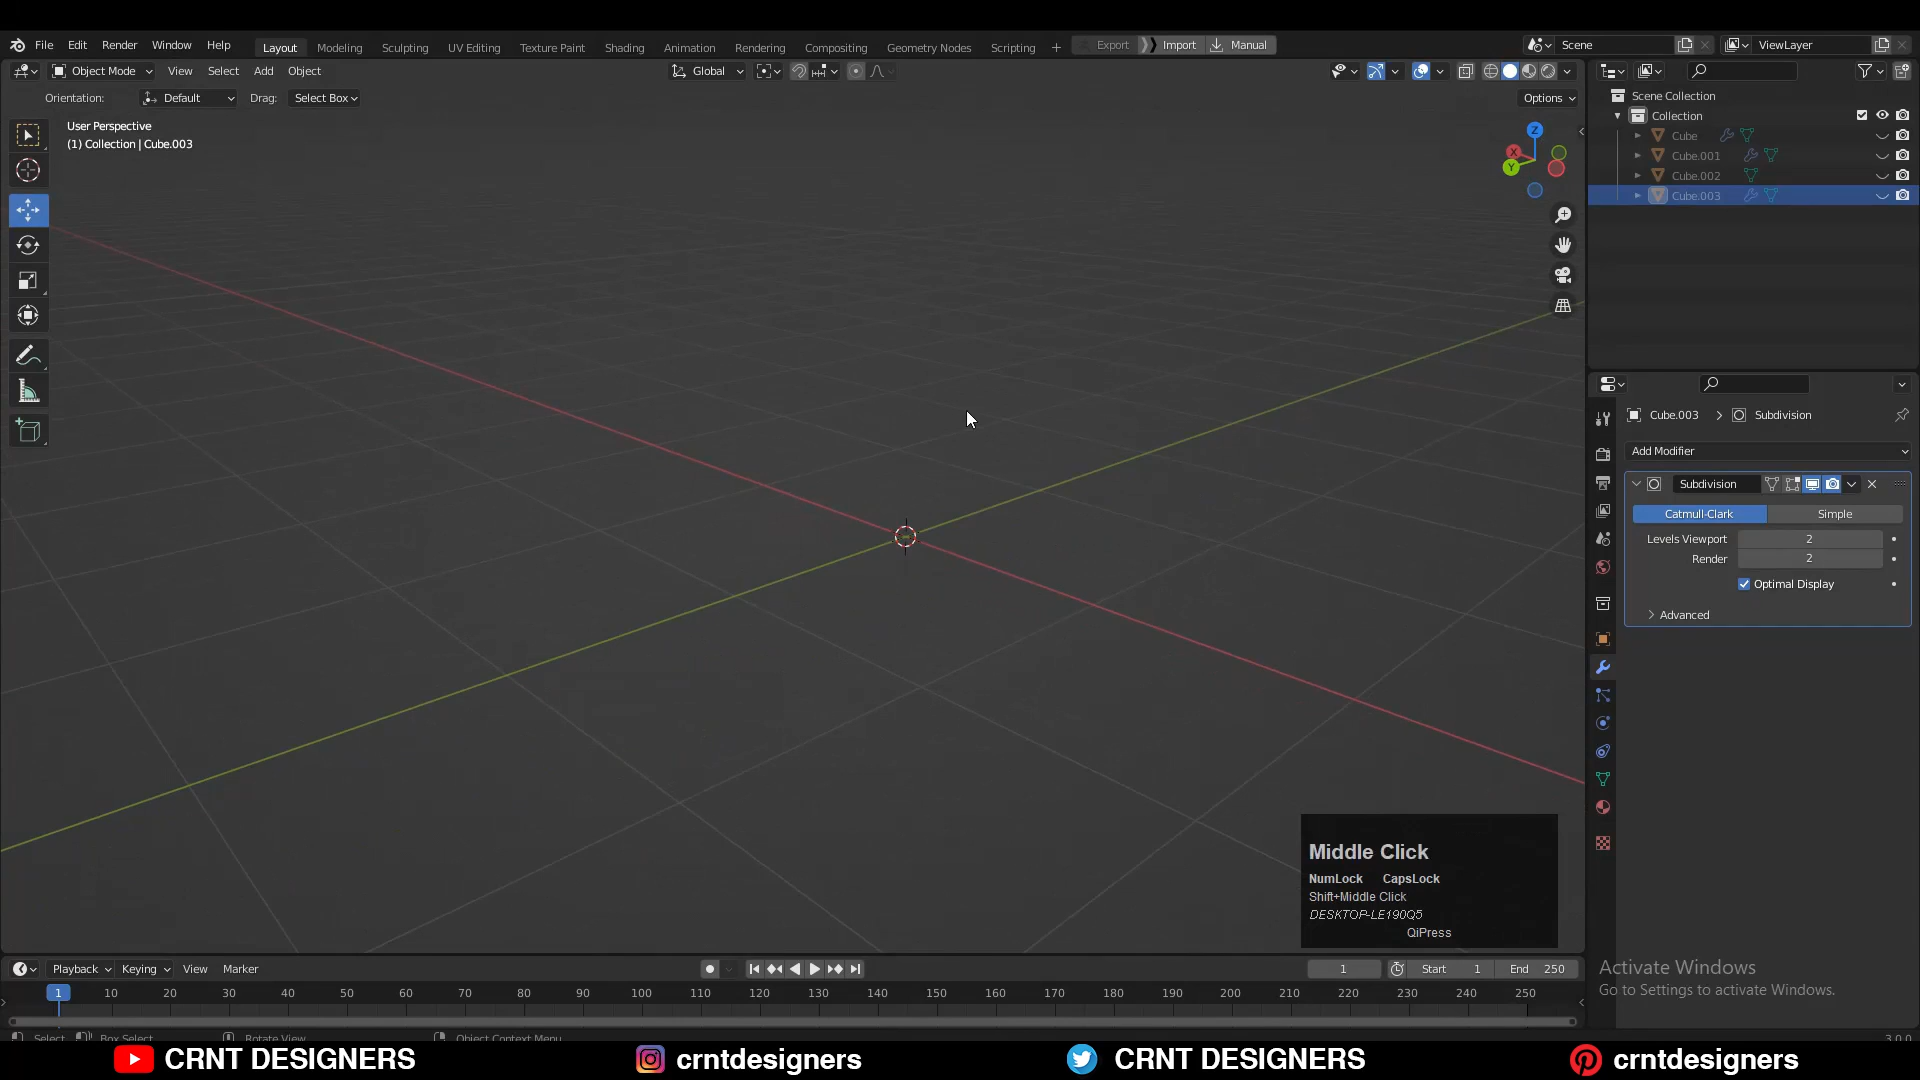 File Edit Render Window Help Layout Modeling Sculpting UV Editing Texture Paint Shading Animation Rendering Compositing Geometry Nodes Scripting + Export Import Manual Scene ViewLayer
Object Mode View Select Add Object Global
Orientation: Default Drag: Select Box Options
User Perspective
(1) Collection | Cube.003
Z
X
Y
Scene Collection
Collection
Cube
Cube.001
Cube.002
Cube.003
Cube.003 > Subdivision
Add Modifier
Subdivision
Catmull-Clark Simple
Levels Viewport 2
Render 2
Optimal Display
Advanced
Middle Click
NumLock CapsLock
Shift+Middle Click
DESKTOP-LE190Q5
QiPress
Activate Windows
Go to Settings to activate Windows.
Playback Keying View Marker 1 Start 1 End 250
1 10 20 30 40 50 60 70 80 90 100 110 120 130 140 150 160 170 180 190 200 210 220 230 240 250
Select Box Select Rotate View Object Context Menu 3.0.0
CRNT DESIGNERS crntdesigners CRNT DESIGNERS crntdesigners